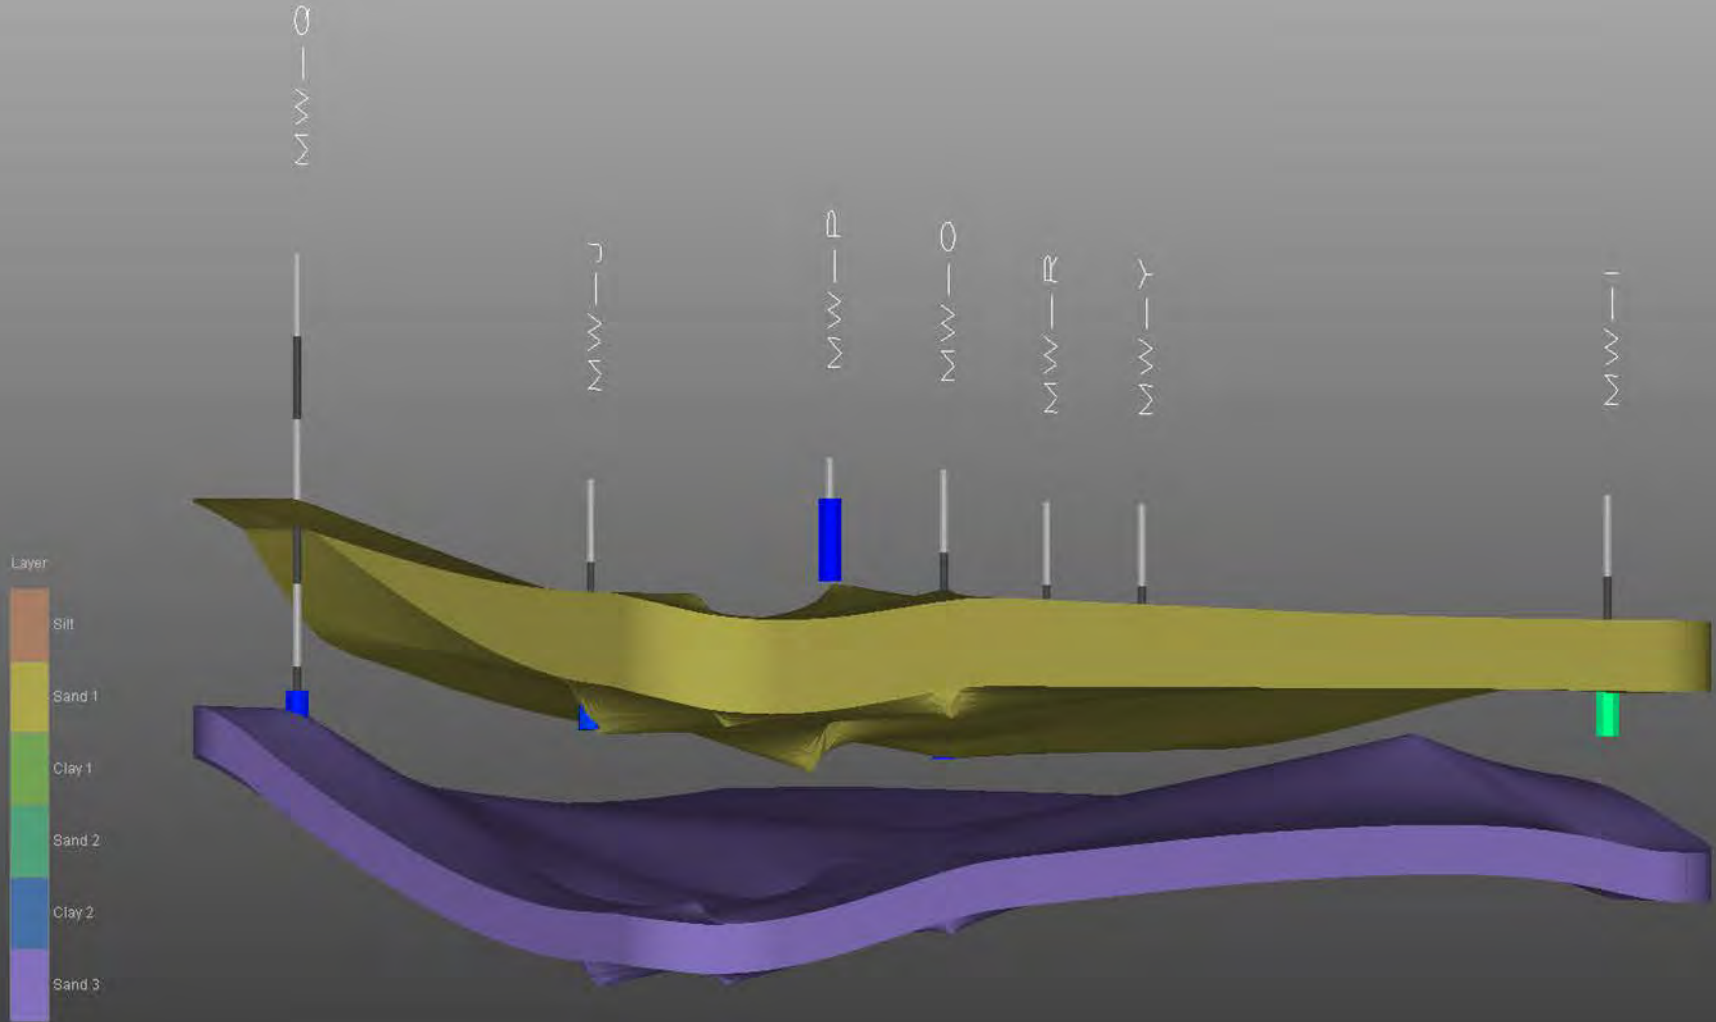 MW—Q
MW—J
MW—P
MW—O
MW—R
MW—Y
MW—I
Layer
Silt
Sand 1
Clay 1
Sand 2
Clay 2
Sand 3